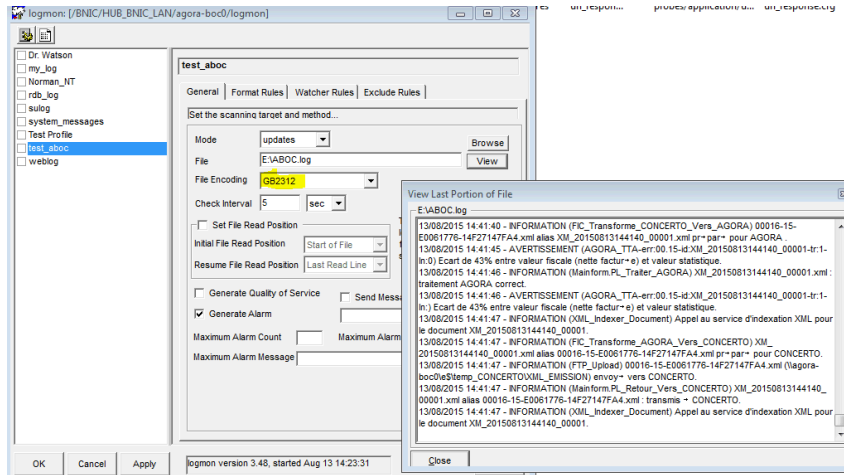 logmon: [/BNIC/HUB_BNIC_LAN/agora-boc0/logmon]
Dr. Watson
my_log
Norman_NT
rdb_log
sulog
system_messages
Test Profile
test_aboc
weblog
test_aboc
General Format Rules Watcher Rules Exclude Rules
Set the scanning target and method...
Mode updates Browse
File E:\ABOC.log View
File Encoding GB2312
Check Interval 5 sec
Set File Read Position
Initial File Read Position Start of File
Resume File Read Position Last Read Line
Generate Quality of Service Send Mess
Generate Alarm
Maximum Alarm Count Maximum Alarm
Maximum Alarm Message
OK Cancel Apply logmon version 3.48, started Aug 13 14:23:31
View Last Portion of File
E:\ABOC.log
13/08/2015 14:41:40 - INFORMATION (FIC_Transforme_CONCERTO_Vers_AGORA) 00016-15-
E0061776-14F27147FA4.xml alias XM_20150813144140_00001.xml pr→par→ pour AGORA .
13/08/2015 14:41:45 - AVERTISSEMENT (AGORA_TTA-err:00.15-id:XM_20150813144140_00001-tr:1-
ln:0) Ecart de 43% entre valeur fiscale (nette factur→e) et valeur statistique.
13/08/2015 14:41:46 - INFORMATION (Mainform.PL_Traiter_AGORA) XM_20150813144140_00001.xml :
traitement AGORA correct.
13/08/2015 14:41:46 - AVERTISSEMENT (AGORA_TTA-err:00.15-id:XM_20150813144140_00001-tr:1-
ln:) Ecart de 43% entre valeur fiscale (nette factur→e) et valeur statistique.
13/08/2015 14:41:47 - INFORMATION (XML_Indexer_Document) Appel au service d'indexation XML pour
le document XM_20150813144140_00001.
13/08/2015 14:41:47 - INFORMATION (FIC_Transforme_AGORA_Vers_CONCERTO) XM_
20150813144140_00001.xml alias 00016-15-E0061776-14F27147FA4.xml pr→par→ pour CONCERTO.
13/08/2015 14:41:47 - INFORMATION (FTP_Upload) 00016-15-E0061776-14F27147FA4.xml (\\agora-
boc0\e$\temp_CONCERTO\XML_EMISSION) envoy→ vers CONCERTO.
13/08/2015 14:41:47 - INFORMATION (Mainform.PL_Retour_Vers_CONCERTO) XM_20150813144140_
00001.xml alias 00016-15-E0061776-14F27147FA4.xml : transmis → CONCERTO.
13/08/2015 14:41:47 - INFORMATION (XML_Indexer_Document) Appel au service d'indexation XML pour
le document XM_20150813144140_00001.
Close